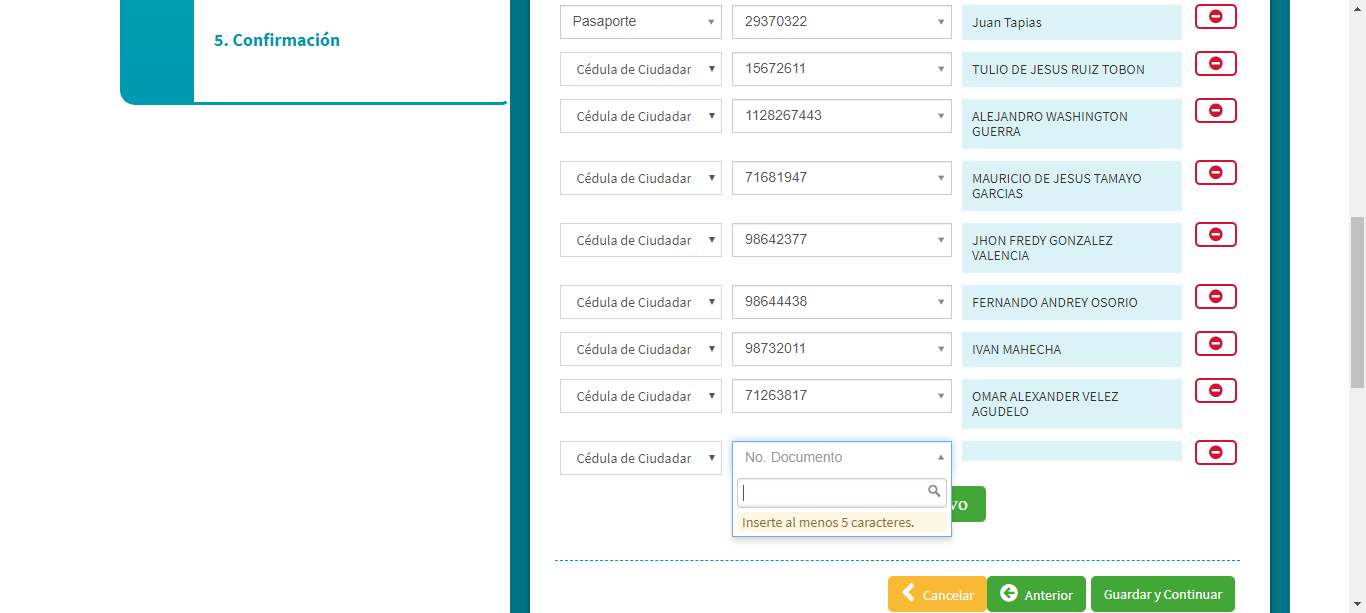 5. Confirmación
Pasaporte 29370322 Juan Tapias
Cédula de Ciudadar 15672611 TULIO DE JESUS RUIZ TOBON
Cédula de Ciudadar 1128267443 ALEJANDRO WASHINGTON
GUERRA
Cédula de Ciudadar 71681947 MAURICIO DE JESUS TAMAYO
GARCIAS
Cédula de Ciudadar 98642377 JHON FREDY GONZALEZ
VALENCIA
Cédula de Ciudadar 98644438 FERNANDO ANDREY OSORIO
Cédula de Ciudadar 98732011 IVAN MAHECHA
Cédula de Ciudadar 71263817 OMAR ALEXANDER VELEZ
AGUDELO
Cédula de Ciudadar No. Documento
vo
Inserte al menos 5 caracteres.
Cancelar Anterior Guardar y Continuar